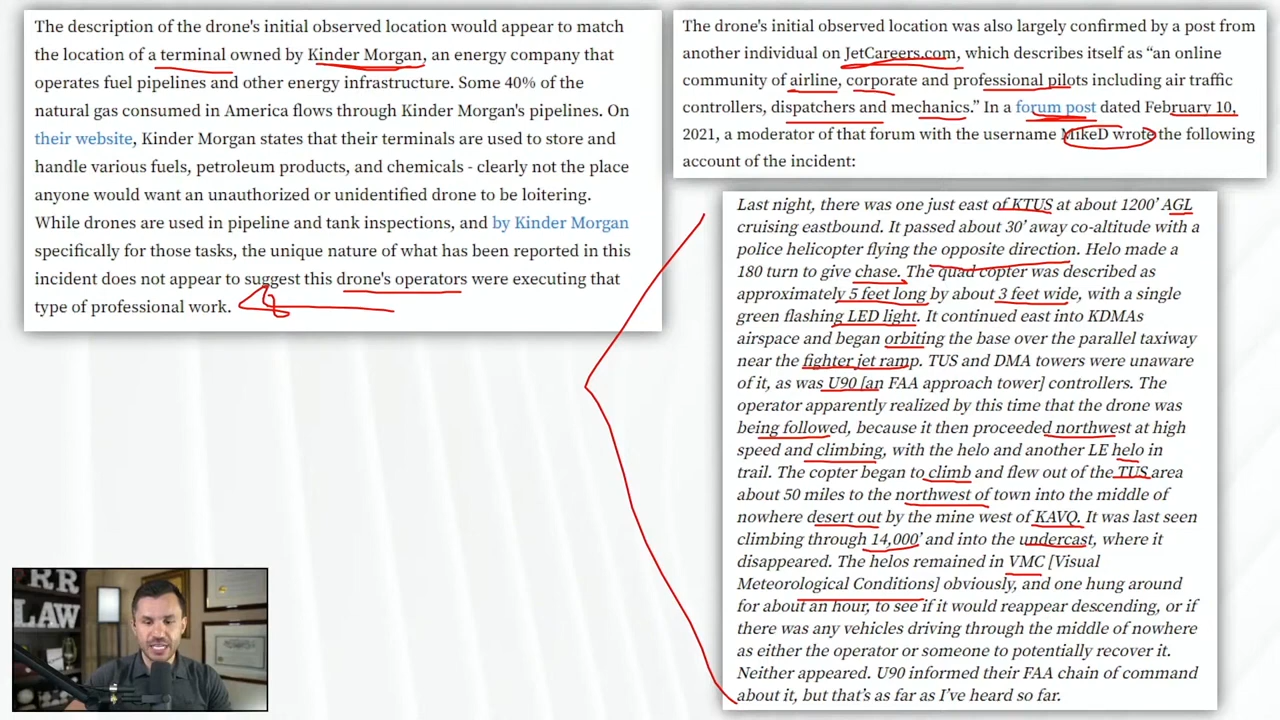 The description of the drone's initial observed location would appear to match
the location of a terminal owned by Kinder Morgan, an energy company that
operates fuel pipelines and other energy infrastructure. Some 40% of the
natural gas consumed in America flows through Kinder Morgan's pipelines. On
their website, Kinder Morgan states that their terminals are used to store and
handle various fuels, petroleum products, and chemicals - clearly not the place
anyone would want an unauthorized or unidentified drone to be loitering.
While drones are used in pipeline and tank inspections, and by Kinder Morgan
specifically for those tasks, the unique nature of what has been reported in this
incident does not appear to suggest this drone's operators were executing that
type of professional work.
The drone's initial observed location was also largely confirmed by a post from
another individual on JetCareers.com, which describes itself as “an online
community of airline, corporate and professional pilots including air traffic
controllers, dispatchers and mechanics.” In a forum post dated February 10,
2021, a moderator of that forum with the username MikeD wrote the following
account of the incident:
Last night, there was one just east of KTUS at about 1200’ AGL
cruising eastbound. It passed about 30’ away co-altitude with a
police helicopter flying the opposite direction. Helo made a
180 turn to give chase. The quad copter was described as
approximately 5 feet long by about 3 feet wide, with a single
green flashing LED light. It continued east into KDMAs
airspace and began orbiting the base over the parallel taxiway
near the fighter jet ramp. TUS and DMA towers were unaware
of it, as was U90 [an FAA approach tower] controllers. The
operator apparently realized by this time that the drone was
being followed, because it then proceeded northwest at high
speed and climbing, with the helo and another LE helo in
trail. The copter began to climb and flew out of the TUS area
about 50 miles to the northwest of town into the middle of
nowhere desert out by the mine west of KAVQ. It was last seen
climbing through 14,000’ and into the undercast, where it
disappeared. The helos remained in VMC [Visual
Meteorological Conditions] obviously, and one hung around
for about an hour, to see if it would reappear descending, or if
there was any vehicles driving through the middle of nowhere
as either the operator or someone to potentially recover it.
Neither appeared. U90 informed their FAA chain of command
about it, but that’s as far as I’ve heard so far.
RR
LAW